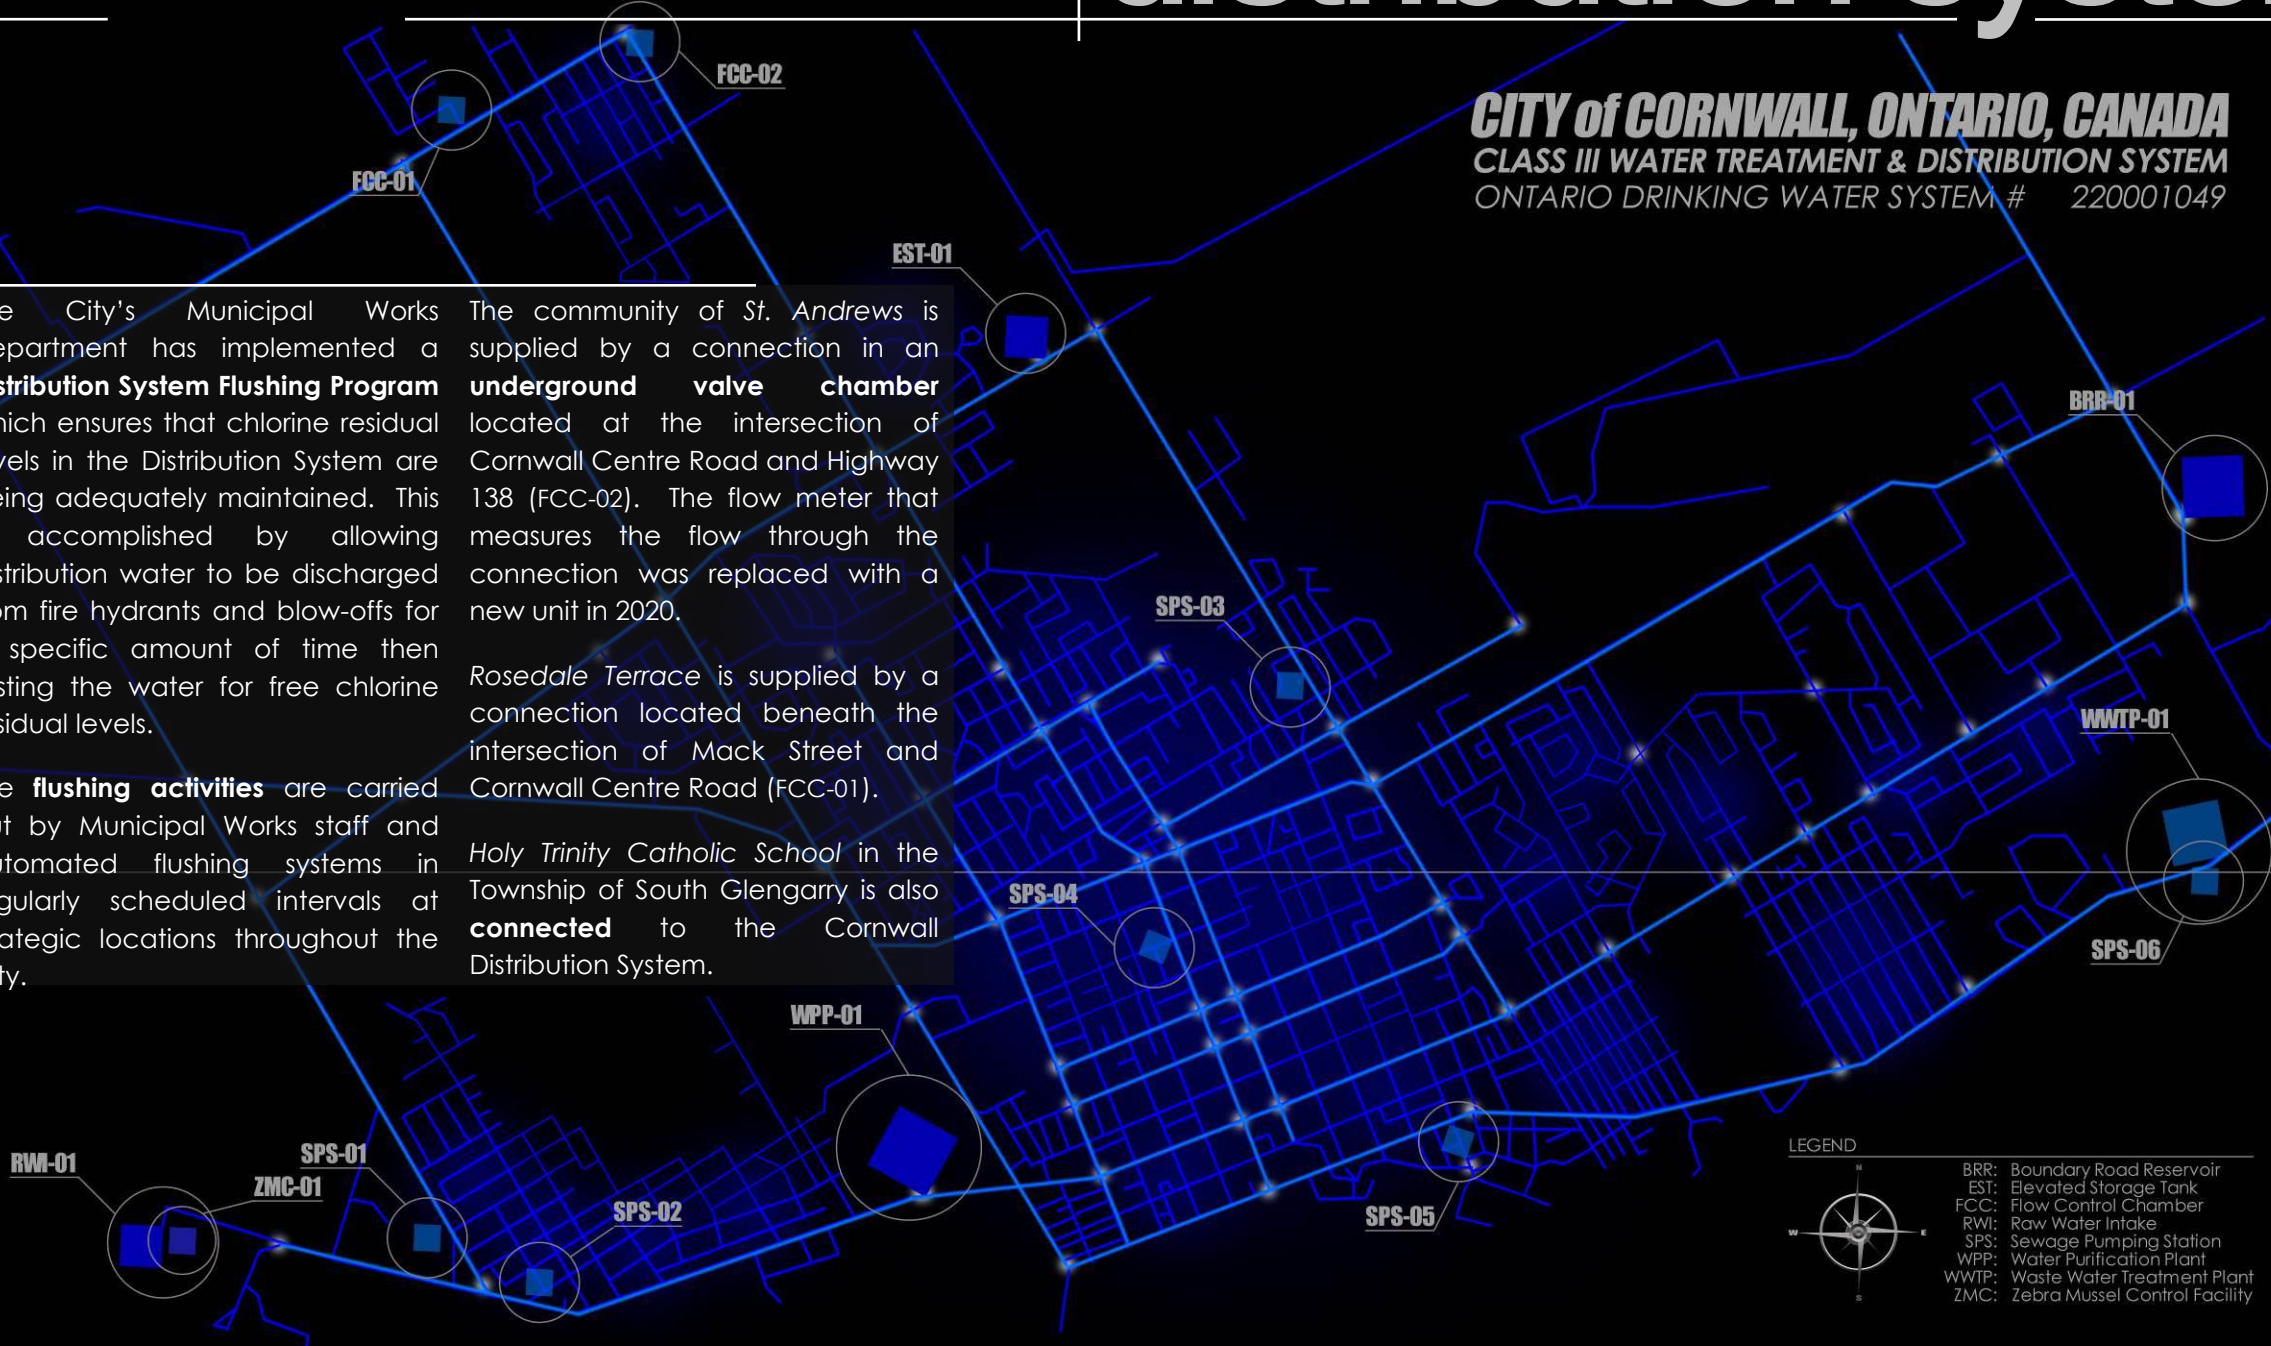 distribution syste
CITY of CORNWALL, ONTARIO, CANADA
CLASS III WATER TREATMENT & DISTRIBUTION SYSTEM
ONTARIO DRINKING WATER SYSTEM # 220001049
FCC-02
FCC-01
EST-01
BRR-01
e City's Municipal Works
epartment has implemented a
stribution System Flushing Program
hich ensures that chlorine residual
vels in the Distribution System are
eing adequately maintained. This
accomplished by allowing
stribution water to be discharged
om fire hydrants and blow-offs for
specific amount of time then
sting the water for free chlorine
sidual levels.
e flushing activities are carried
ut by Municipal Works staff and
utomated flushing systems in
gularly scheduled intervals at
rategic locations throughout the
ty.
The community of St. Andrews is
supplied by a connection in an
underground valve chamber
located at the intersection of
Cornwall Centre Road and Highway
138 (FCC-02). The flow meter that
measures the flow through the
connection was replaced with a
new unit in 2020.
Rosedale Terrace is supplied by a
connection located beneath the
intersection of Mack Street and
Cornwall Centre Road (FCC-01).
Holy Trinity Catholic School in the
Township of South Glengarry is also
connected to the Cornwall
Distribution System.
SPS-03
WWTP-01
SPS-04
SPS-06
WPP-01
RWI-01
SPS-01
ZMC-01
SPS-02
SPS-05
LEGEND
N
W
E
S
BRR: Boundary Road Reservoir
EST: Elevated Storage Tank
FCC: Flow Control Chamber
RWI: Raw Water Intake
SPS: Sewage Pumping Station
WPP: Water Purification Plant
WWTP: Waste Water Treatment Plant
ZMC: Zebra Mussel Control Facility